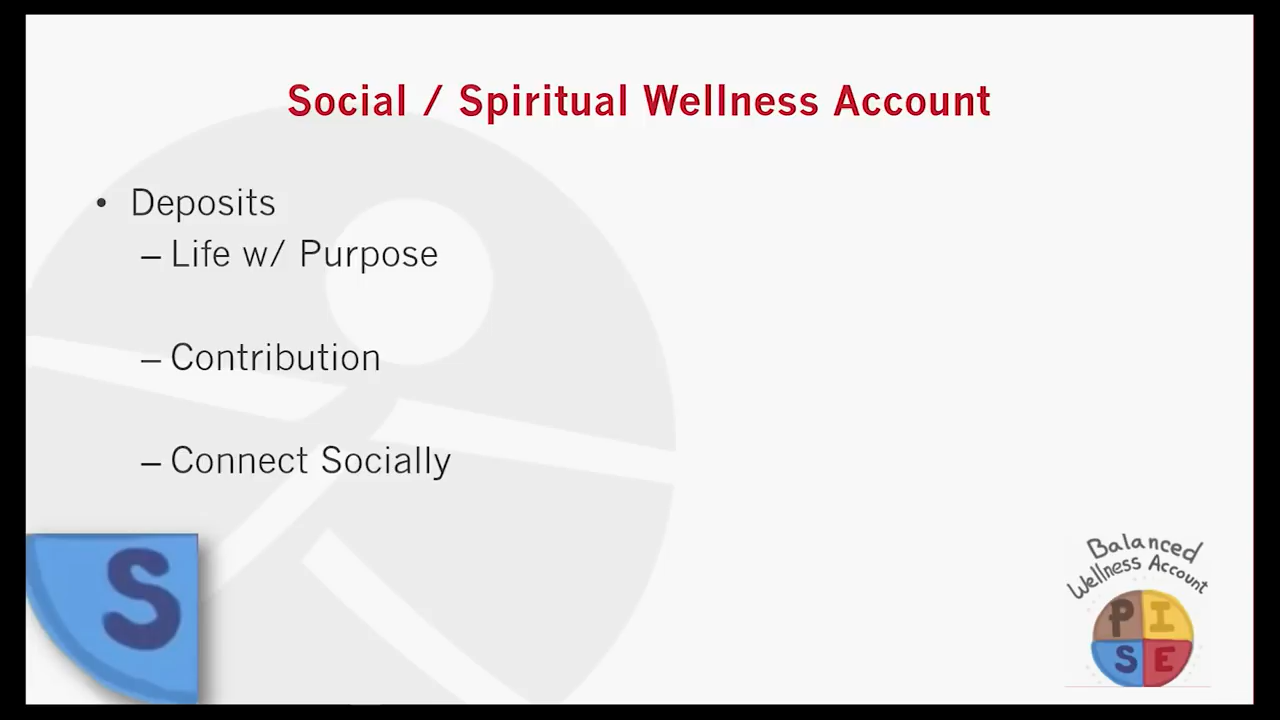 Social / Spiritual Wellness Account
• Deposits
– Life w/ Purpose
– Contribution
– Connect Socially
S
Balanced
Wellness Account
P I
S E